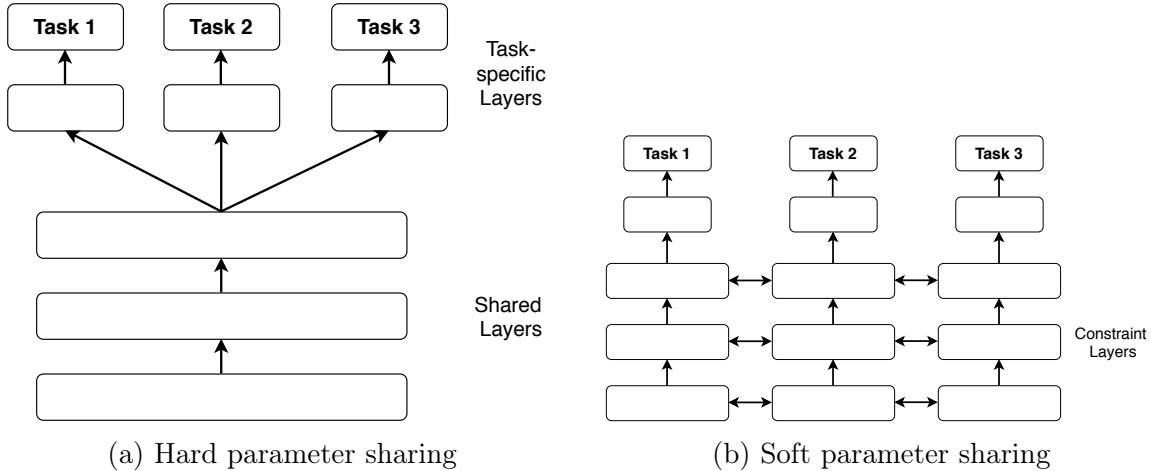 Task 1
Task 2
Task 3
Task-
specific
Layers
Shared
Layers
(a) Hard parameter sharing
Task 1
Task 2
Task 3
Constraint
Layers
(b) Soft parameter sharing